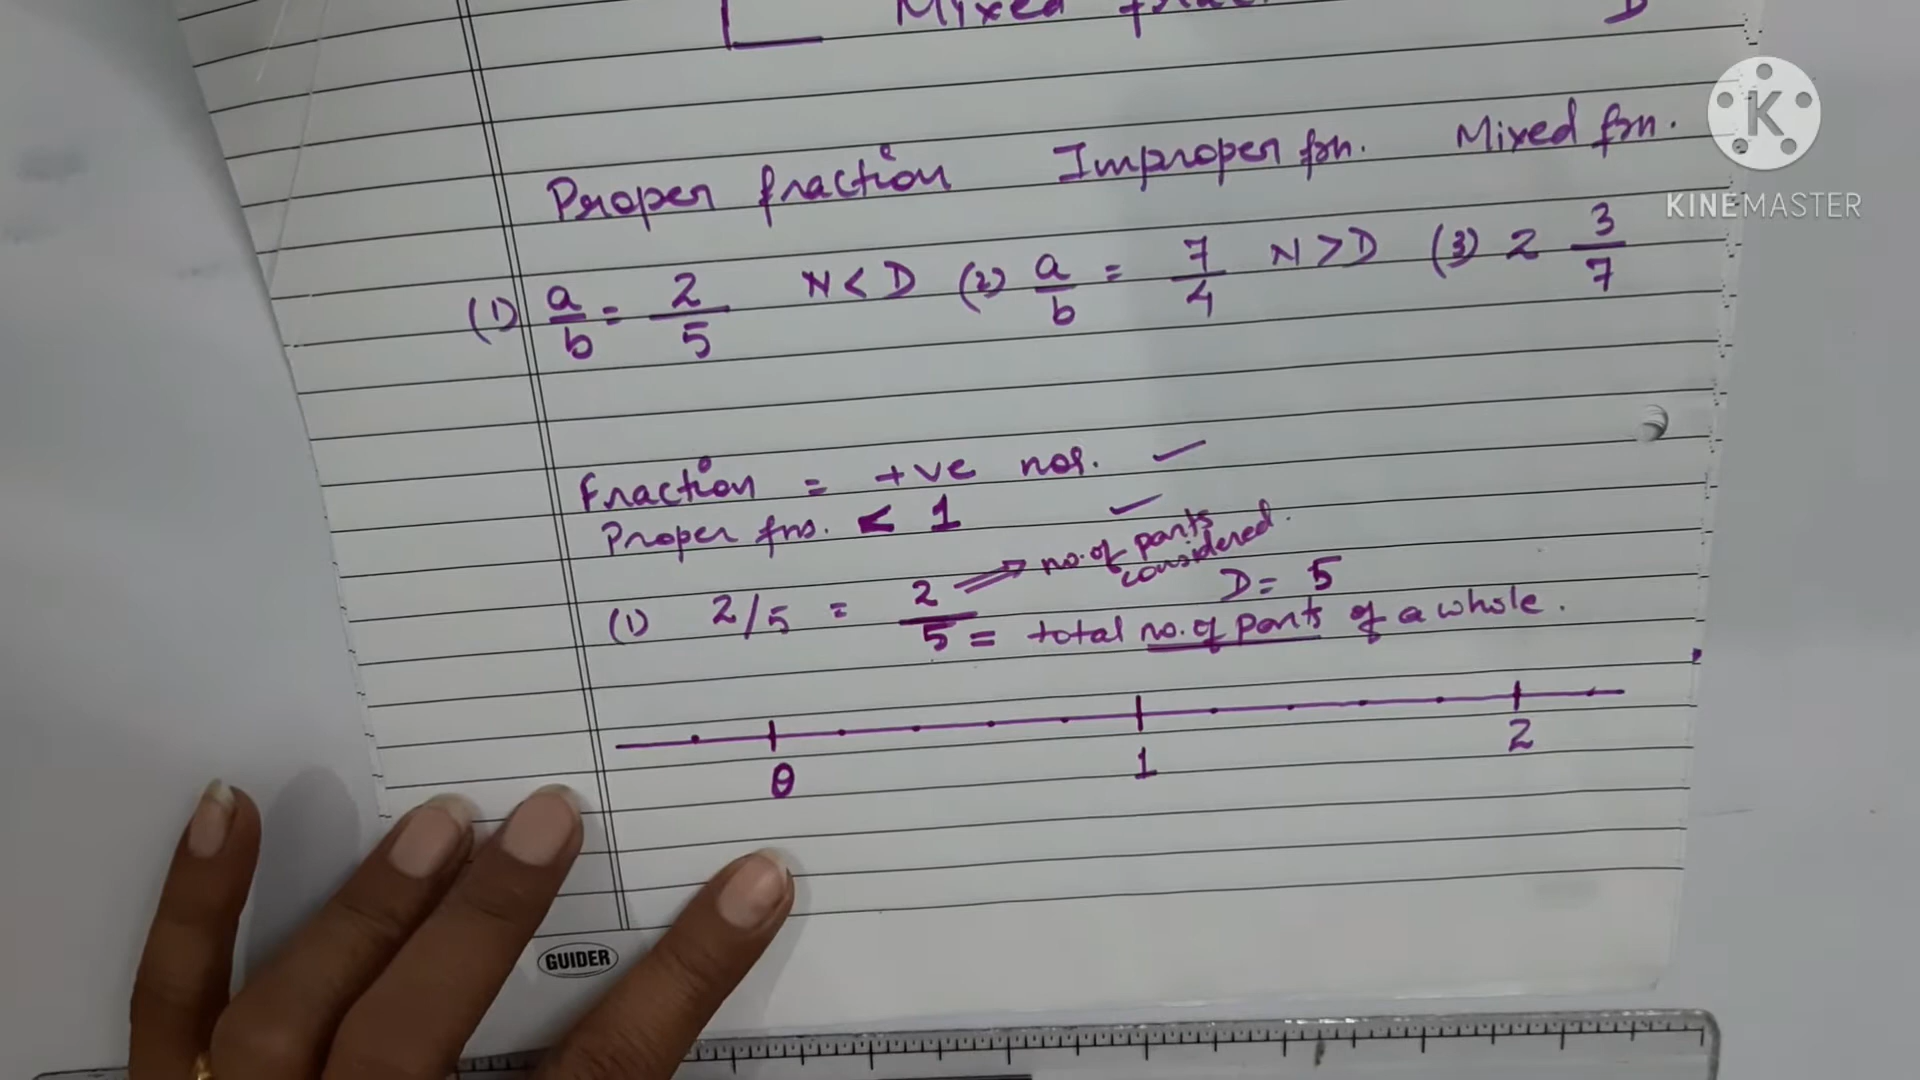 Mixed
D
Proper fraction Improper frn. Mixed frn.
(1) a/b = 2/5 N < D (2) a/b = 7/4 N > D (3) 2 3/7
Fraction = +ve nos.
Proper frns. < 1
(1) 2/5 = 2/5 ⇒ no. of parts considered.
D = 5
= total no. of parts of a whole.
0 1 2
GUIDER
K
KINEMASTER